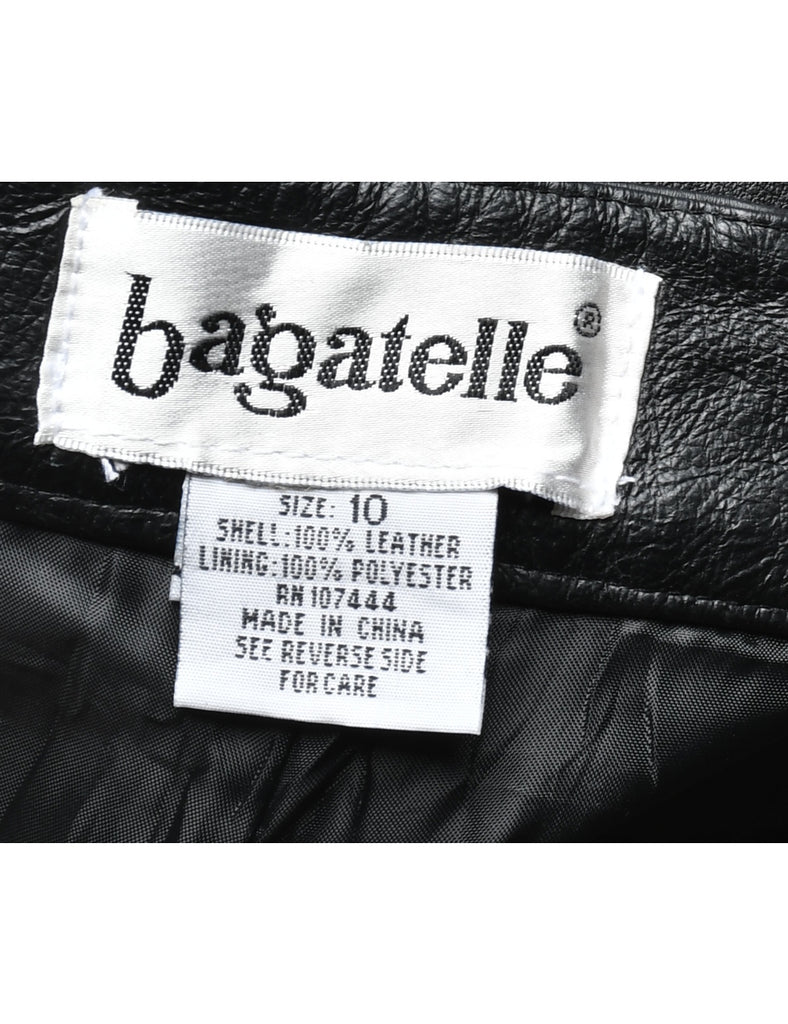 bagatelle®
SIZE: 10
SHELL:100% LEATHER
LINING:100% POLYESTER
RN 107444
MADE IN CHINA
SEE REVERSE SIDE
FOR CARE